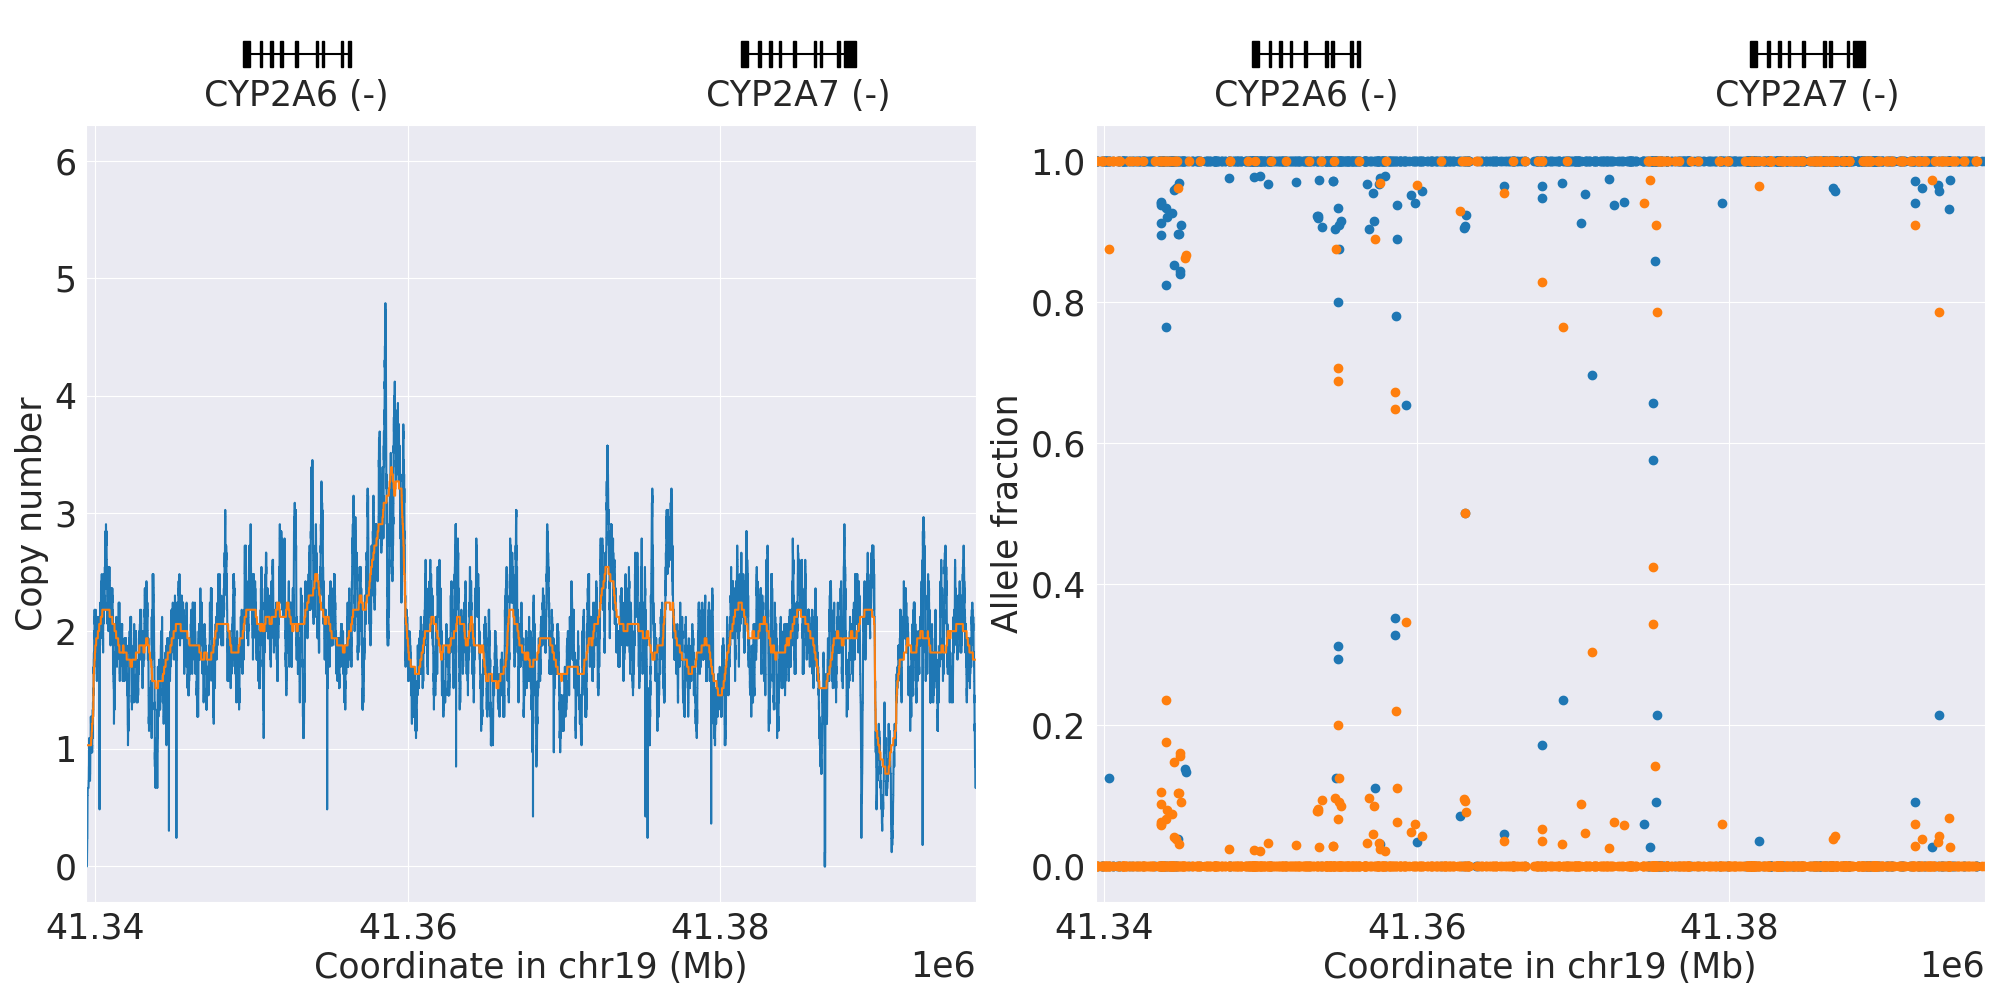 CYP2A6 (-)
CYP2A7 (-)
6
5
4
3
2
1
0
Copy number
41.34
41.36
41.38
Coordinate in chr19 (Mb)
1e6
CYP2A6 (-)
CYP2A7 (-)
1.0
0.8
0.6
0.4
0.2
0.0
Allele fraction
41.34
41.36
41.38
Coordinate in chr19 (Mb)
1e6